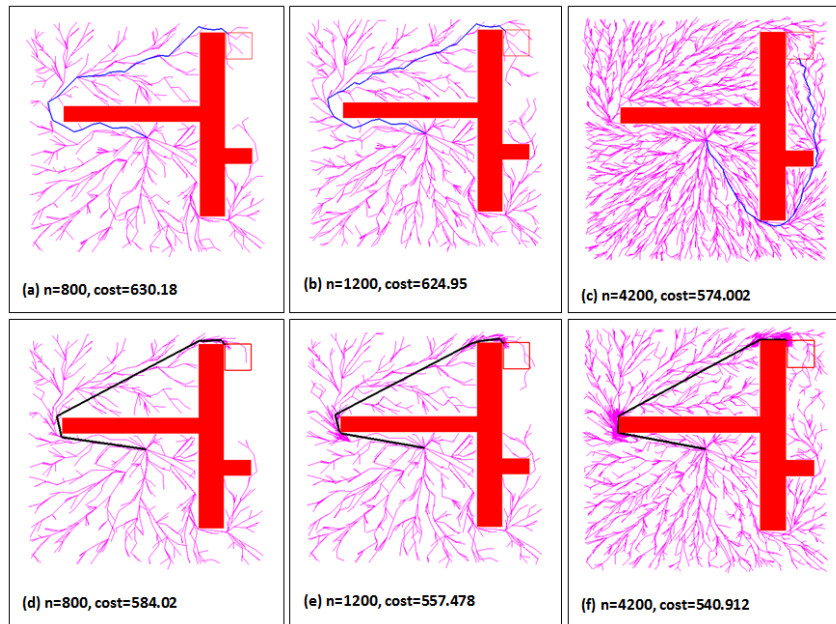 (a) n=800, cost=630.18
(b) n=1200, cost=624.95
(c) n=4200, cost=574.002
(d) n=800, cost=584.02
(e) n=1200, cost=557.478
(f) n=4200, cost=540.912